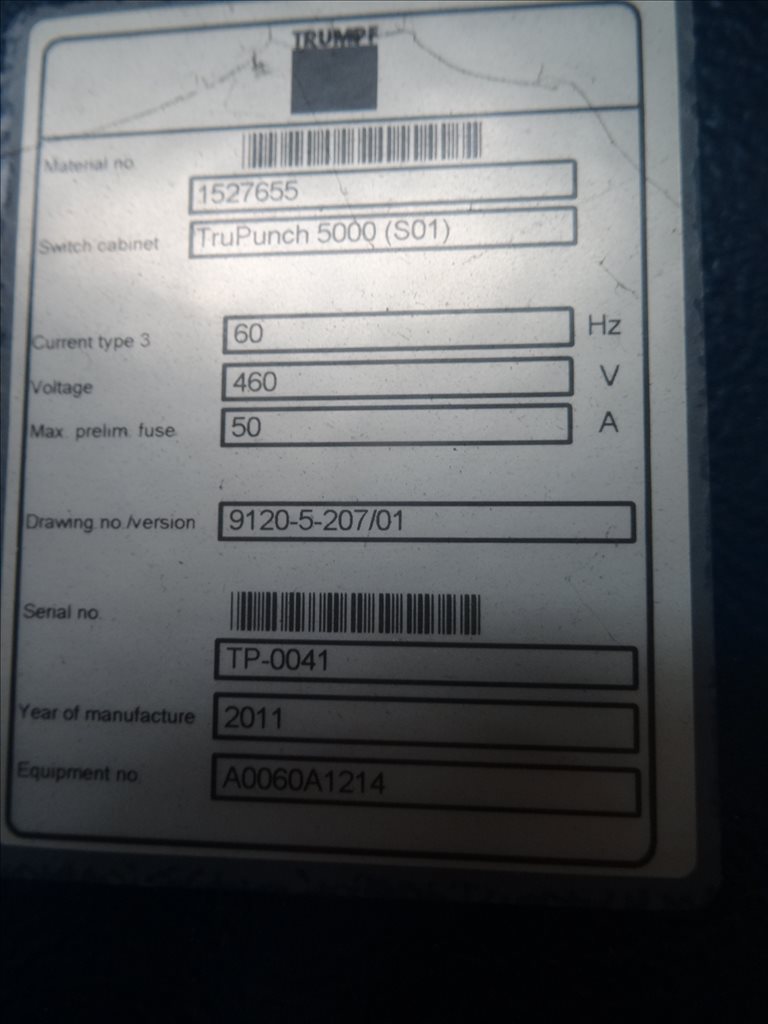 TRUMPF
Material no.
1527655
Switch cabinet TruPunch 5000 (S01)
Current type 3 60 Hz
Voltage 460 V
Max. prelim. fuse 50 A
Drawing no./version 9120-5-207/01
Serial no.
TP-0041
Year of manufacture 2011
Equipment no A0060A1214